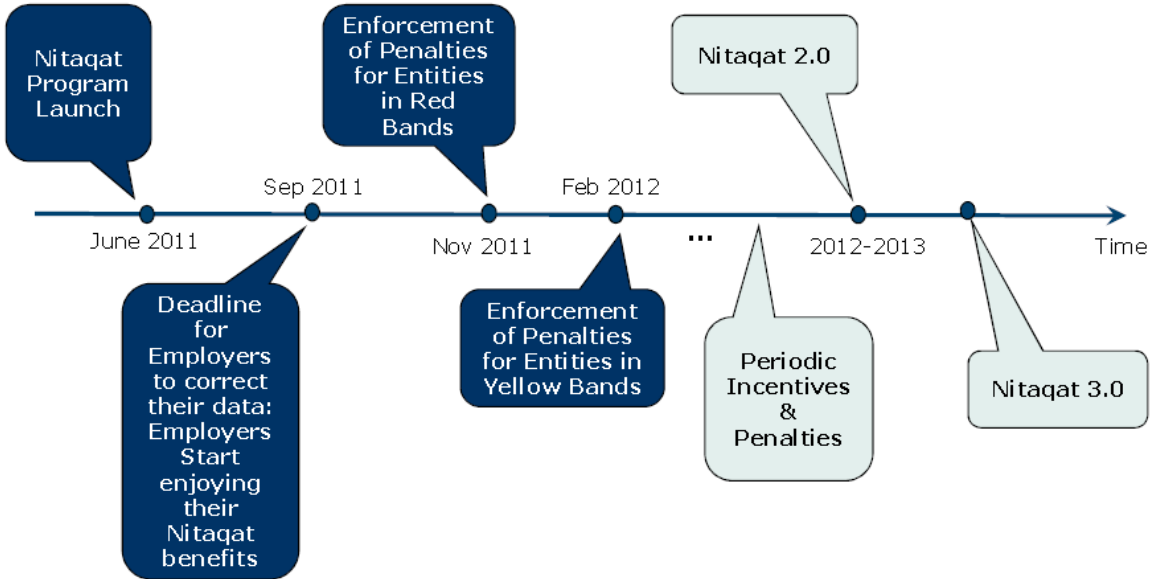 Nitaqat
Program
Launch
Enforcement
of Penalties
for Entities
in Red
Bands
Nitaqat 2.0
Sep 2011
Feb 2012
June 2011
Nov 2011
...
2012-2013
Time
Deadline
for
Employers
to correct
their data:
Employers
Start
enjoying
their
Nitaqat
benefits
Enforcement
of Penalties
for Entities in
Yellow Bands
Periodic
Incentives
&
Penalties
Nitaqat 3.0